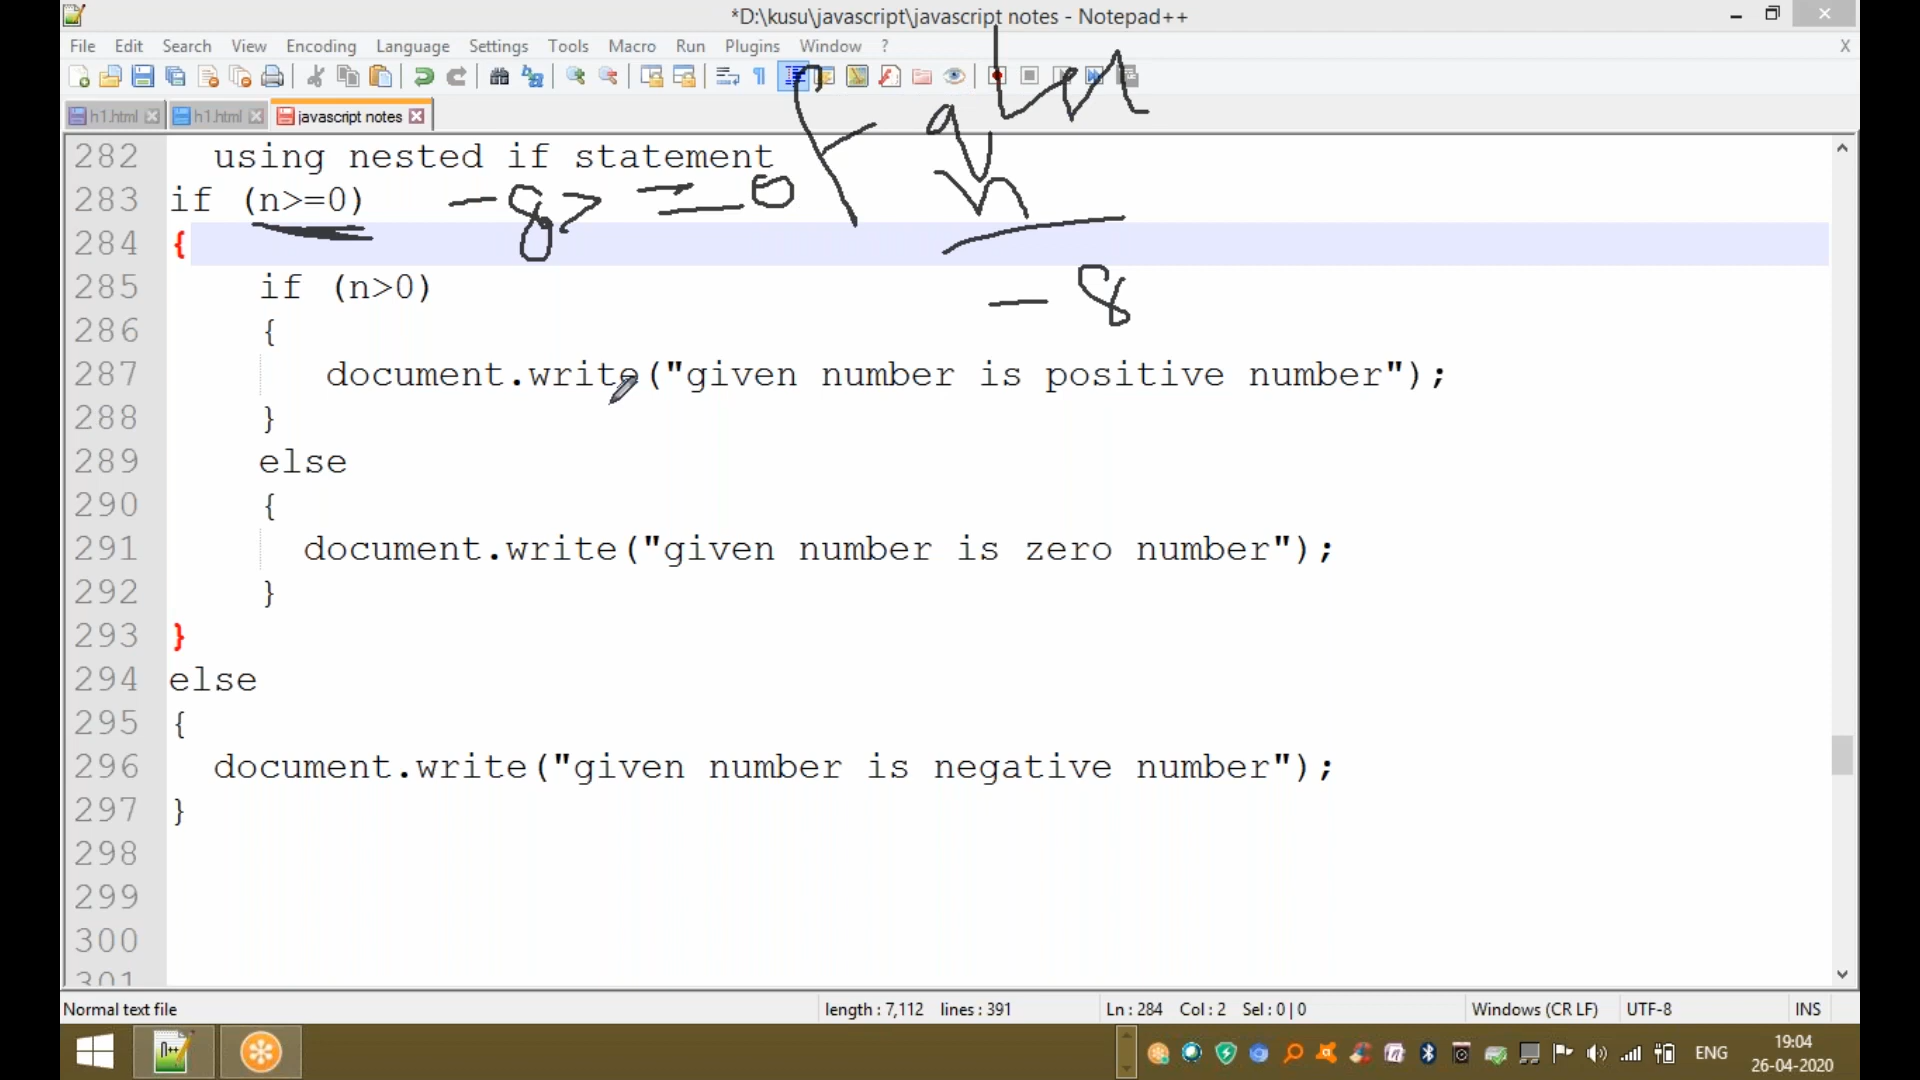 *D:\kusu\javascript\javascript notes - Notepad++
File Edit Search View Encoding Language Settings Tools Macro Run Plugins Window ? X
h1.html h1.html javascript notes
282 using nested if statement
283 if (n>=0) -8> = 0
284 {
285 if (n>0) - 8
286 {
287 document.write("given number is positive number");
288 }
289 else
290 {
291 document.write("given number is zero number");
292 }
293 }
294 else
295 {
296 document.write("given number is negative number");
297 }
298
299
300
301
Normal text file length : 7,112 lines : 391 Ln : 284 Col : 2 Sel : 0 | 0 Windows (CR LF) UTF-8 INS
ENG 19:04
26-04-2020